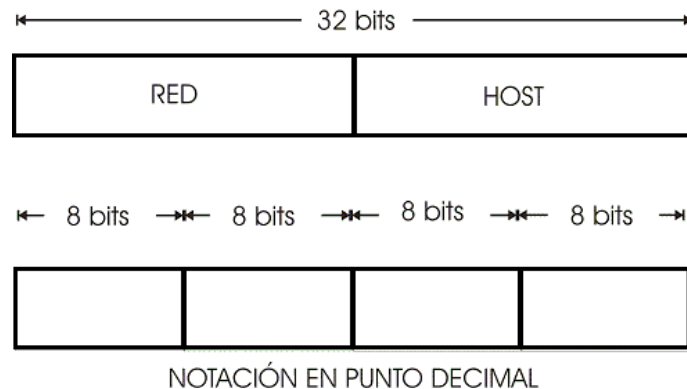 32 bits
RED HOST
8 bits 8 bits 8 bits 8 bits
NOTACIÓN EN PUNTO DECIMAL